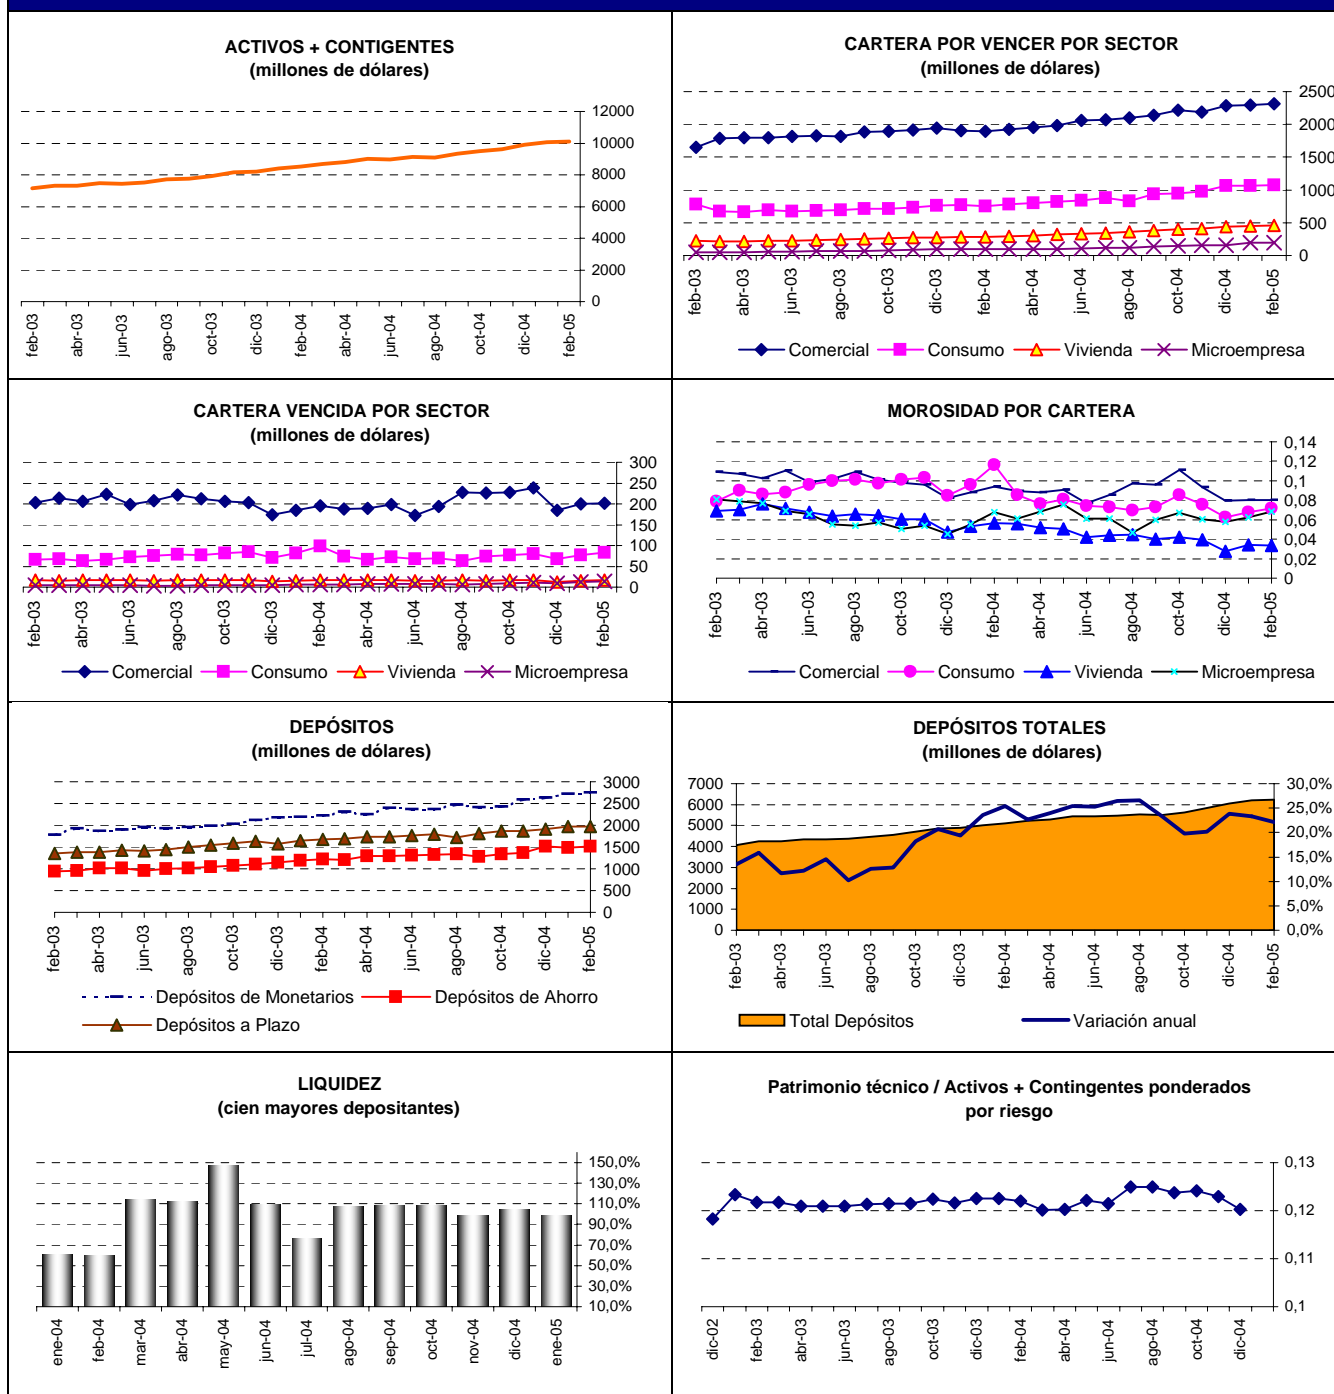 ACTIVOS + CONTIGENTES
(millones de dólares)
12000
10000
8000
6000
4000
2000
0
feb-03 abr-03 jun-03 ago-03 oct-03 dic-03 feb-04 abr-04 jun-04 ago-04 oct-04 dic-04 feb-05
CARTERA POR VENCER POR SECTOR
(millones de dólares)
2500
2000
1500
1000
500
0
feb-03 abr-03 jun-03 ago-03 oct-03 dic-03 feb-04 abr-04 jun-04 ago-04 oct-04 dic-04 feb-05
Comercial Consumo Vivienda Microempresa
CARTERA VENCIDA POR SECTOR
(millones de dólares)
300
250
200
150
100
50
0
feb-03 abr-03 jun-03 ago-03 oct-03 dic-03 feb-04 abr-04 jun-04 ago-04 oct-04 dic-04 feb-05
Comercial Consumo Vivienda Microempresa
MOROSIDAD POR CARTERA
0,14
0,12
0,10
0,08
0,06
0,04
0,02
0
feb-03 abr-03 jun-03 ago-03 oct-03 dic-03 feb-04 abr-04 jun-04 ago-04 oct-04 dic-04 feb-05
Comercial Consumo Vivienda Microempresa
DEPÓSITOS
(millones de dólares)
3000
2500
2000
1500
1000
500
0
feb-03 abr-03 jun-03 ago-03 oct-03 dic-03 feb-04 abr-04 jun-04 ago-04 oct-04 dic-04 feb-05
Depósitos de Monetarios Depósitos de Ahorro
Depósitos a Plazo
DEPÓSITOS TOTALES
(millones de dólares)
7000 30,0%
6000 25,0%
5000 20,0%
4000 15,0%
3000 10,0%
2000 5,0%
1000 0,0%
0
feb-03 abr-03 jun-03 ago-03 oct-03 dic-03 feb-04 abr-04 jun-04 ago-04 oct-04 dic-04 feb-05
Total Depósitos Variación anual
LIQUIDEZ
(cien mayores depositantes)
150,0%
130,0%
110,0%
90,0%
70,0%
50,0%
30,0%
10,0%
ene-04 feb-04 mar-04 abr-04 may-04 jun-04 jul-04 ago-04 sep-04 oct-04 nov-04 dic-04 ene-05
Patrimonio técnico / Activos + Contingentes ponderados
por riesgo
0,13
0,12
0,11
0,1
dic-02 feb-03 abr-03 jun-03 ago-03 oct-03 dic-03 feb-04 abr-04 jun-04 ago-04 oct-04 dic-04